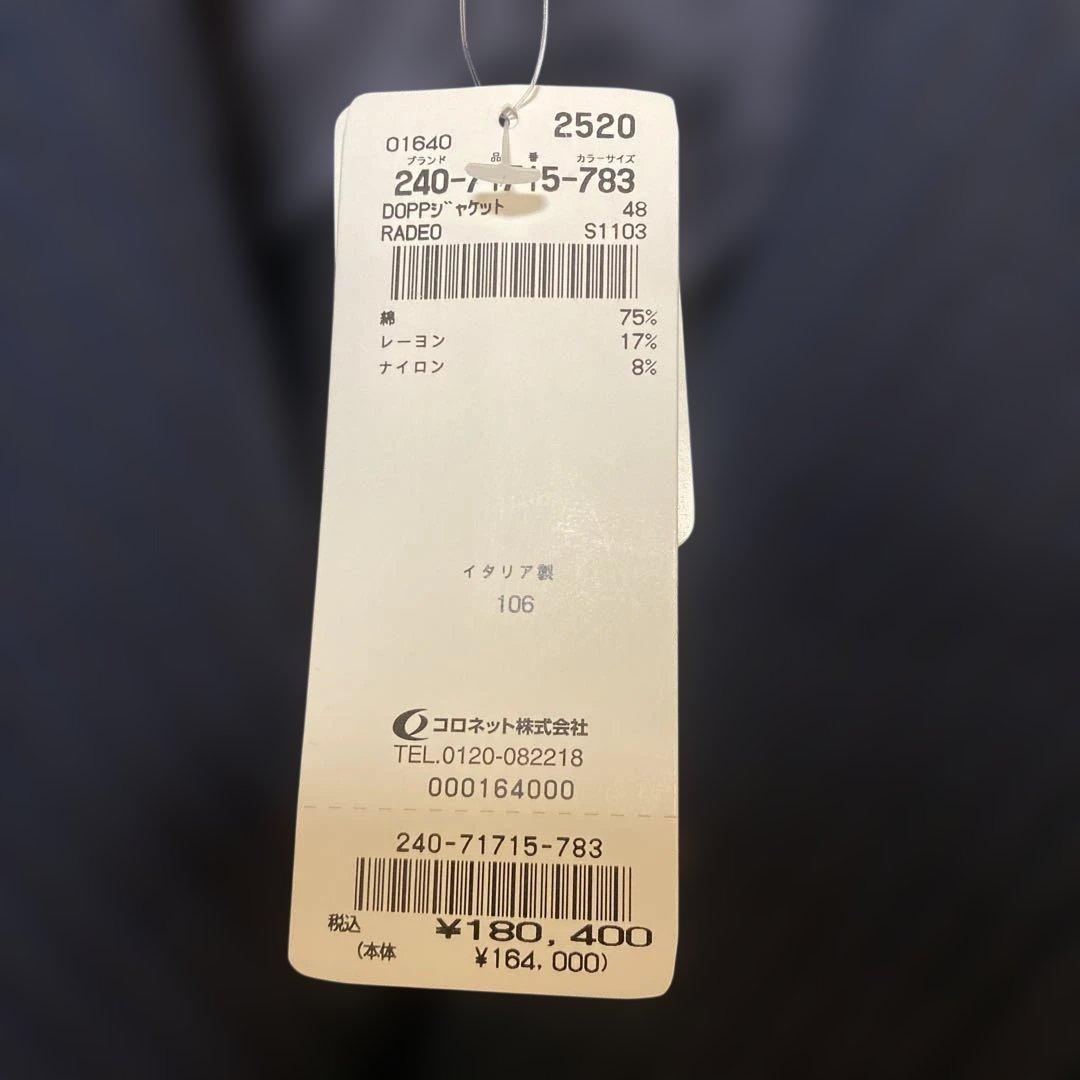 01640 2520
ブランド 品 番 カラーサイズ
240-71715-783
DOPPジャケット 48
RADEO S1103
綿 75%
レーヨン 17%
ナイロン 8%
イタリア製
106
コロネット株式会社
TEL.0120-082218
000164000
240-71715-783
税込 ¥180,400
(本体 ¥164,000)